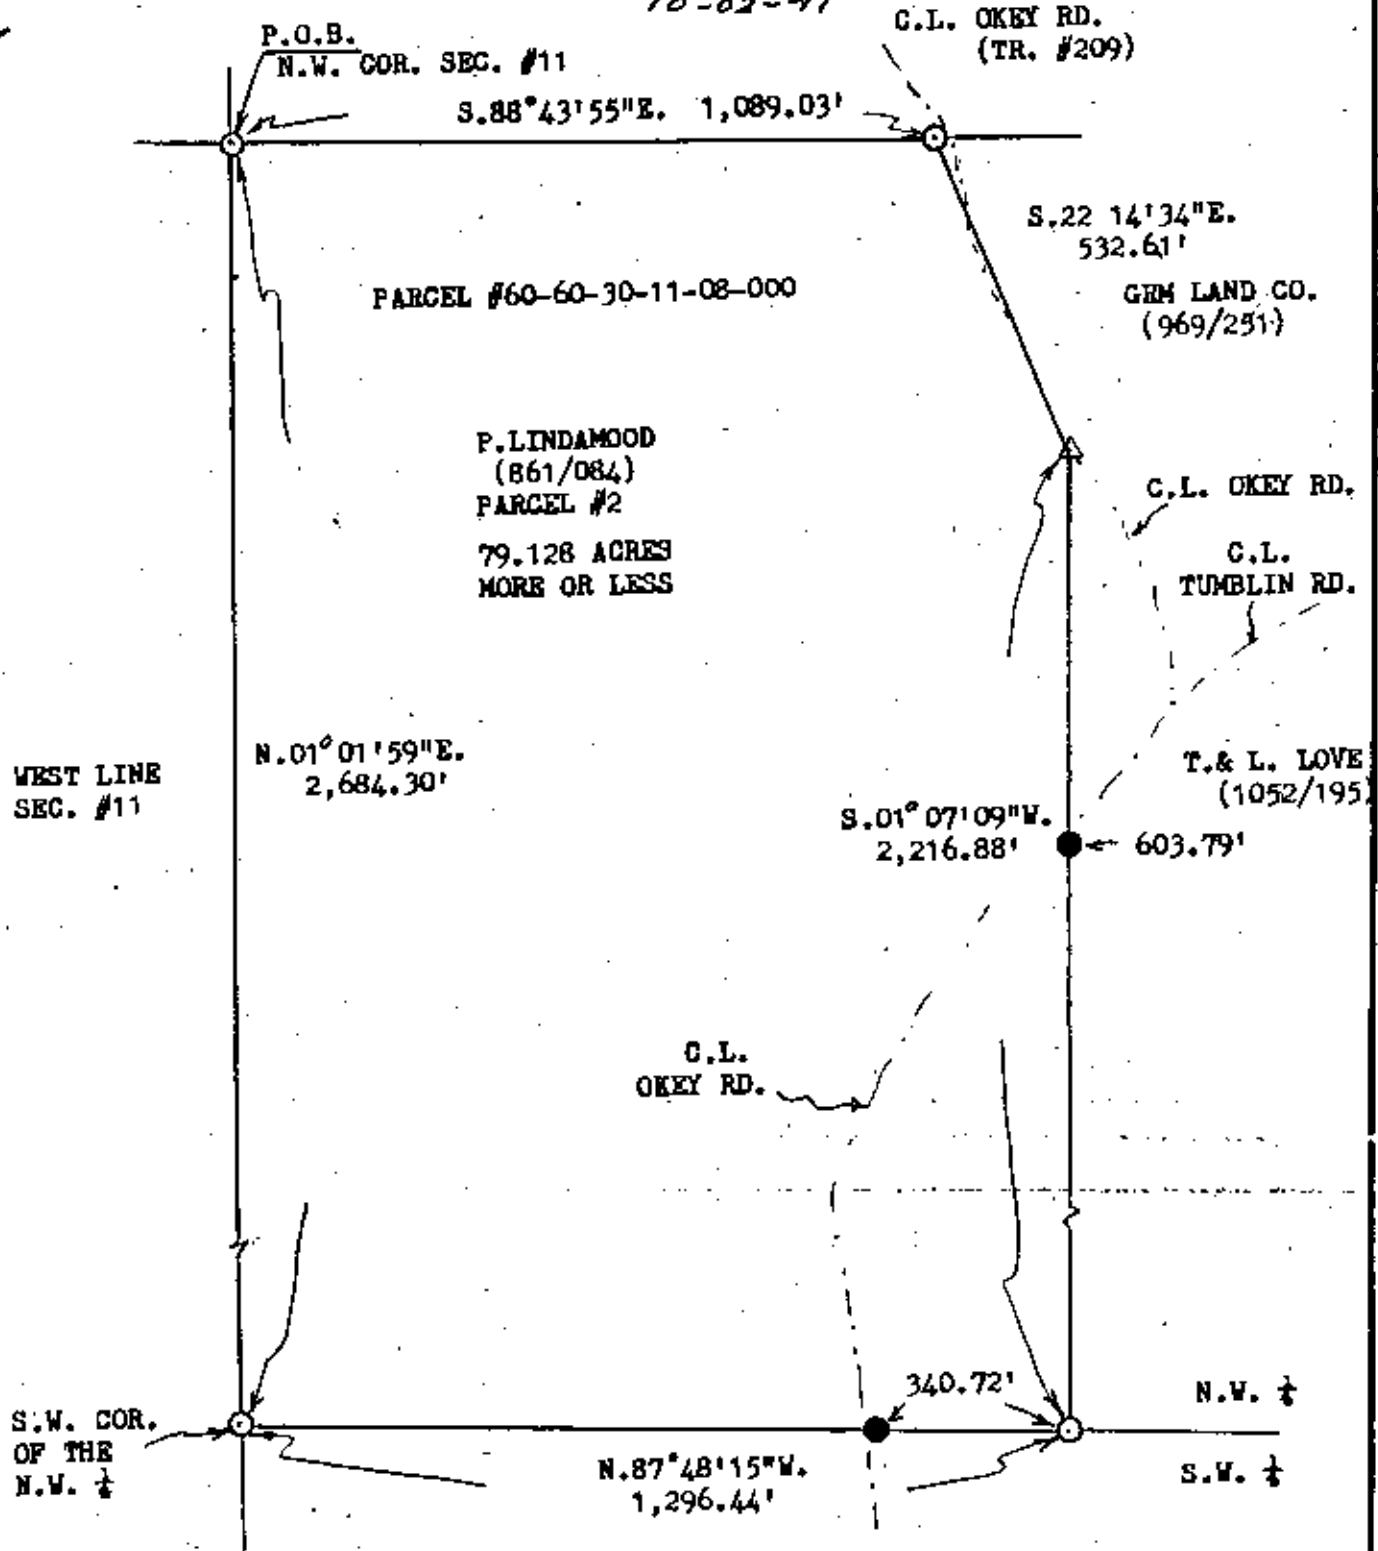 C.L. OKEY RD.
(TR. #209)
P.O.B.
N.W. COR. SEC. #11
S.88°43'55"E. 1,089.03'
S.22 14'34"E.
532.61'
PARCEL #60-60-30-11-08-000
GEM LAND CO.
(969/251)
P.LINDAMOOD
(861/084)
PARCEL #2
79.128 ACRES
MORE OR LESS
C.L. OKEY RD.
C.L.
TUMBLIN RD.
WEST LINE
SEC. #11
N.01°01'59"E.
2,684.30'
T.& L. LOVE
(1052/195)
S.01°07'09"W.
2,216.88'
603.79'
C.L.
OKEY RD.
340.72'
N.W. ¼
S.W. COR.
OF THE
N.W. ¼
N.87°48'15"W.
1,296.44'
S.W. ¼